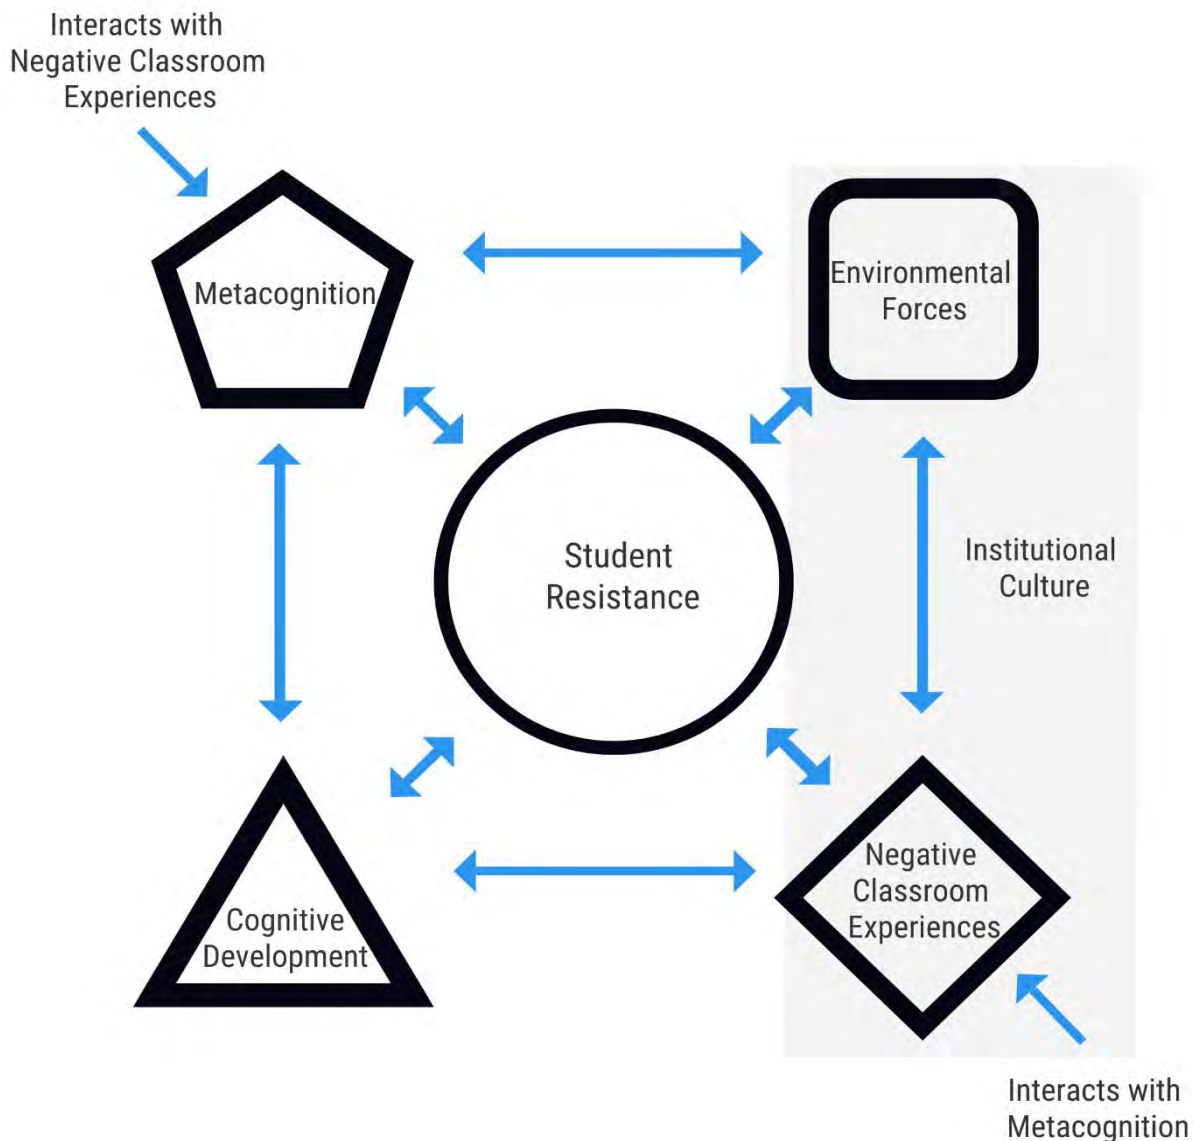 Interacts with
Negative Classroom
Experiences
Metacognition
Environmental
Forces
Student
Resistance
Institutional
Culture
Cognitive
Development
Negative
Classroom
Experiences
Interacts with
Metacognition